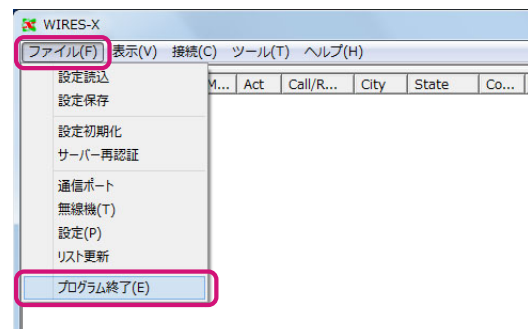 WIRES-X
ファイル(F) 表示(V) 接続(C) ツール(T) ヘルプ(H)
設定読込 M... Act Call/R... City State Co...
設定保存
設定初期化
サーバー再認証
通信ポート
無線機(T)
設定(P)
リスト更新
プログラム終了(E)